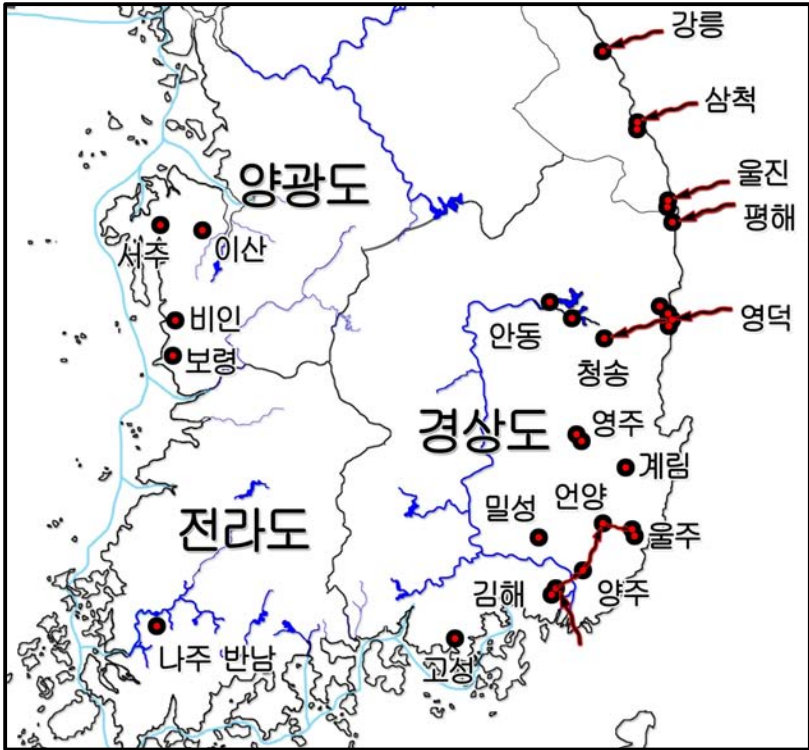 강릉
삼척
양광도
울진
평해
서주
이산
비인
안동
영덕
보령
청송
경상도
영주
계림
언양
밀성
전라도
울주
김해
양주
나주 반남
고성